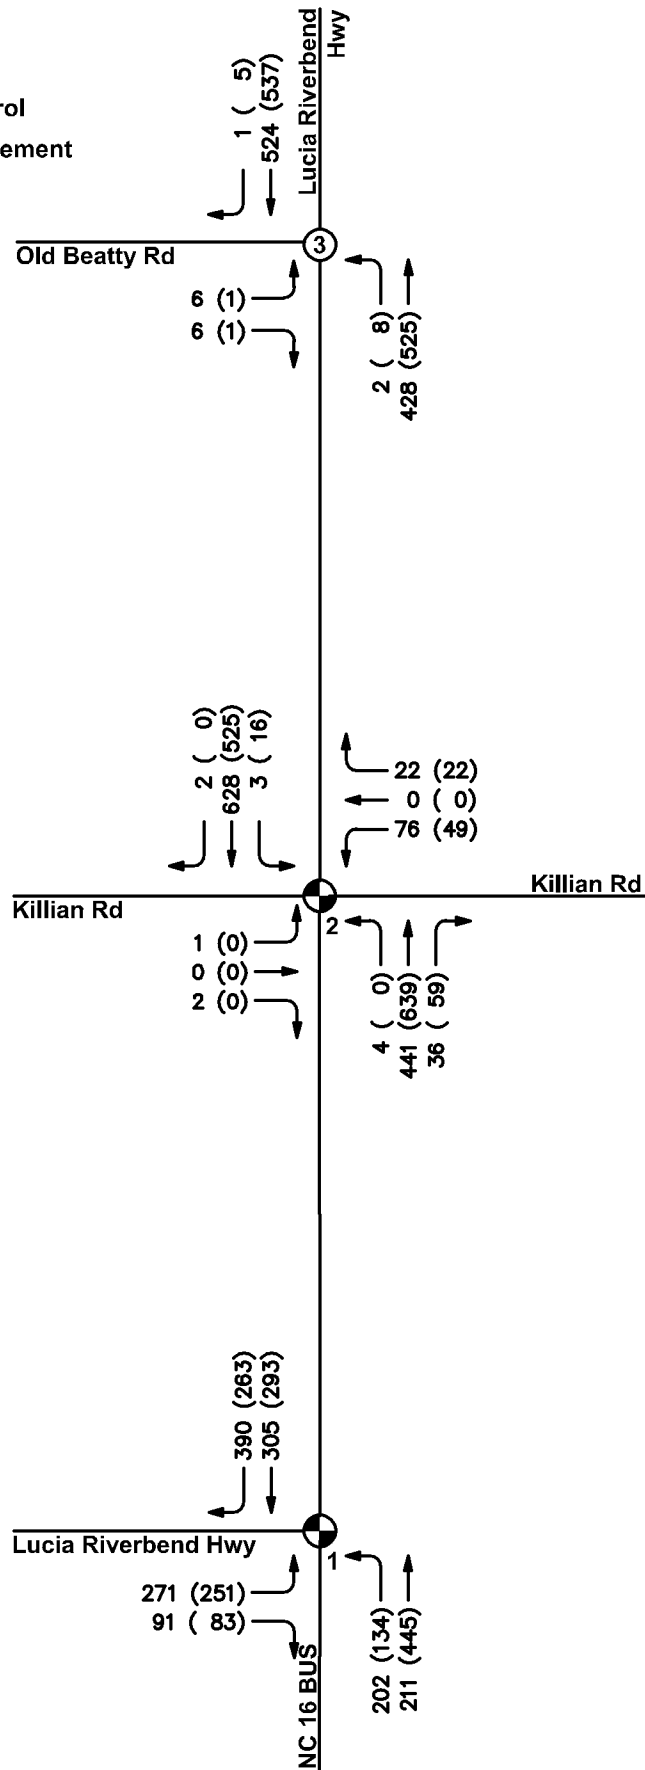 Lucia Riverbend
Hwy
1 ( 5)
524 (537)
rol
ement
3
Old Beatty Rd
6 (1)
6 (1)
2 ( 8)
428 (525)
2 ( 0)
628 (525)
3 ( 16)
22 (22)
0 ( 0)
76 (49)
Killian Rd
Killian Rd
2
1 (0)
0 (0)
2 (0)
4 ( 0)
441 (639)
36 ( 59)
390 (263)
305 (293)
Lucia Riverbend Hwy
1
271 (251)
91 ( 83)
202 (134)
211 (445)
NC 16 BUS